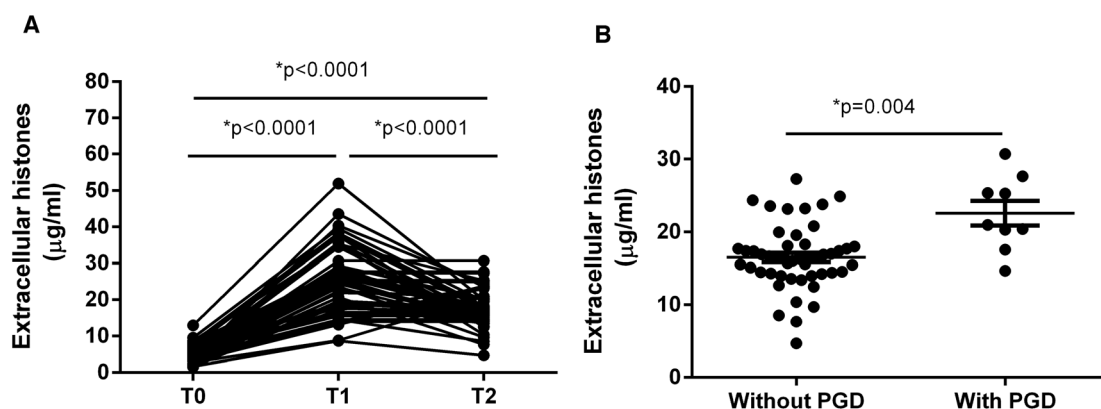 A
*p<0.0001
*p<0.0001 *p<0.0001
Extracellular histones
(μg/ml)
80
70
60
50
40
30
20
10
0
T0 T1 T2
B
*p=0.004
Extracellular histones
(μg/ml)
40
30
20
10
0
Without PGD With PGD